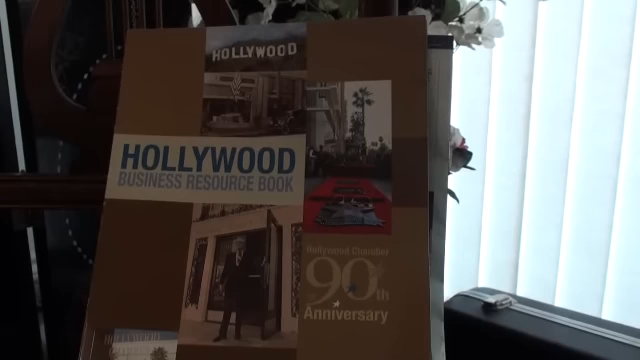 HOLLYWOOD
HOLLYWOOD
BUSINESS RESOURCE BOOK
Hollywood Chamber
90th
Anniversary